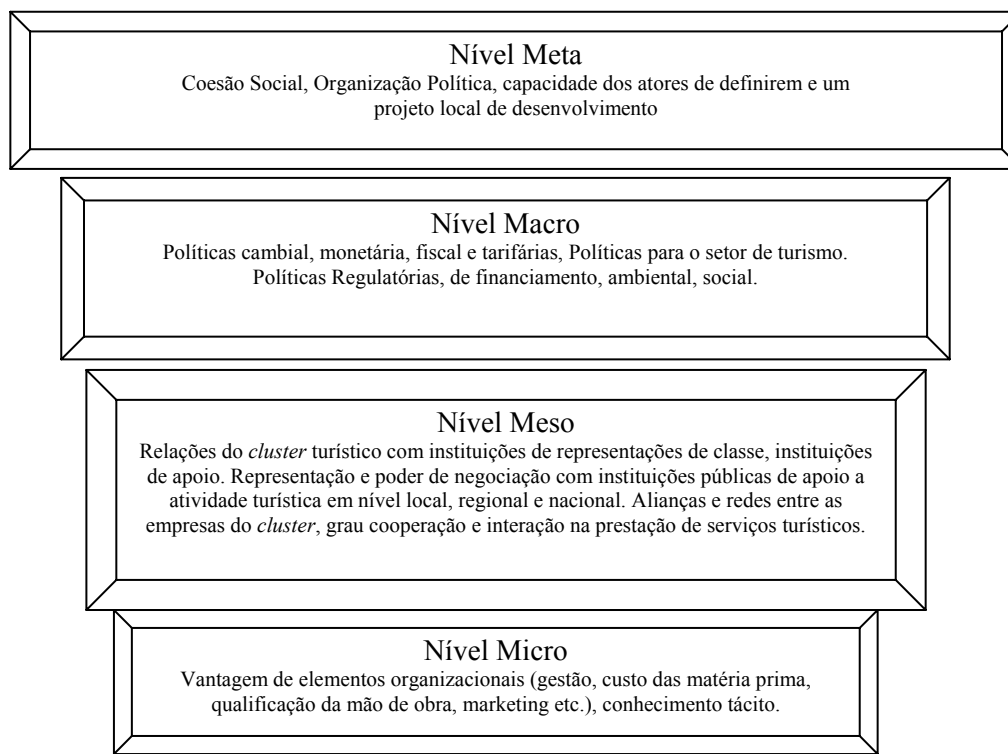 Nível Meta
Coesão Social, Organização Política, capacidade dos atores de definirem e um
projeto local de desenvolvimento
Nível Macro
Políticas cambial, monetária, fiscal e tarifárias, Políticas para o setor de turismo.
Políticas Regulatórias, de financiamento, ambiental, social.
Nível Meso
Relações do cluster turístico com instituições de representações de classe, instituições
de apoio. Representação e poder de negociação com instituições públicas de apoio a
atividade turística em nível local, regional e nacional. Alianças e redes entre as
empresas do cluster, grau cooperação e interação na prestação de serviços turísticos.
Nível Micro
Vantagem de elementos organizacionais (gestão, custo das matéria prima,
qualificação da mão de obra, marketing etc.), conhecimento tácito.